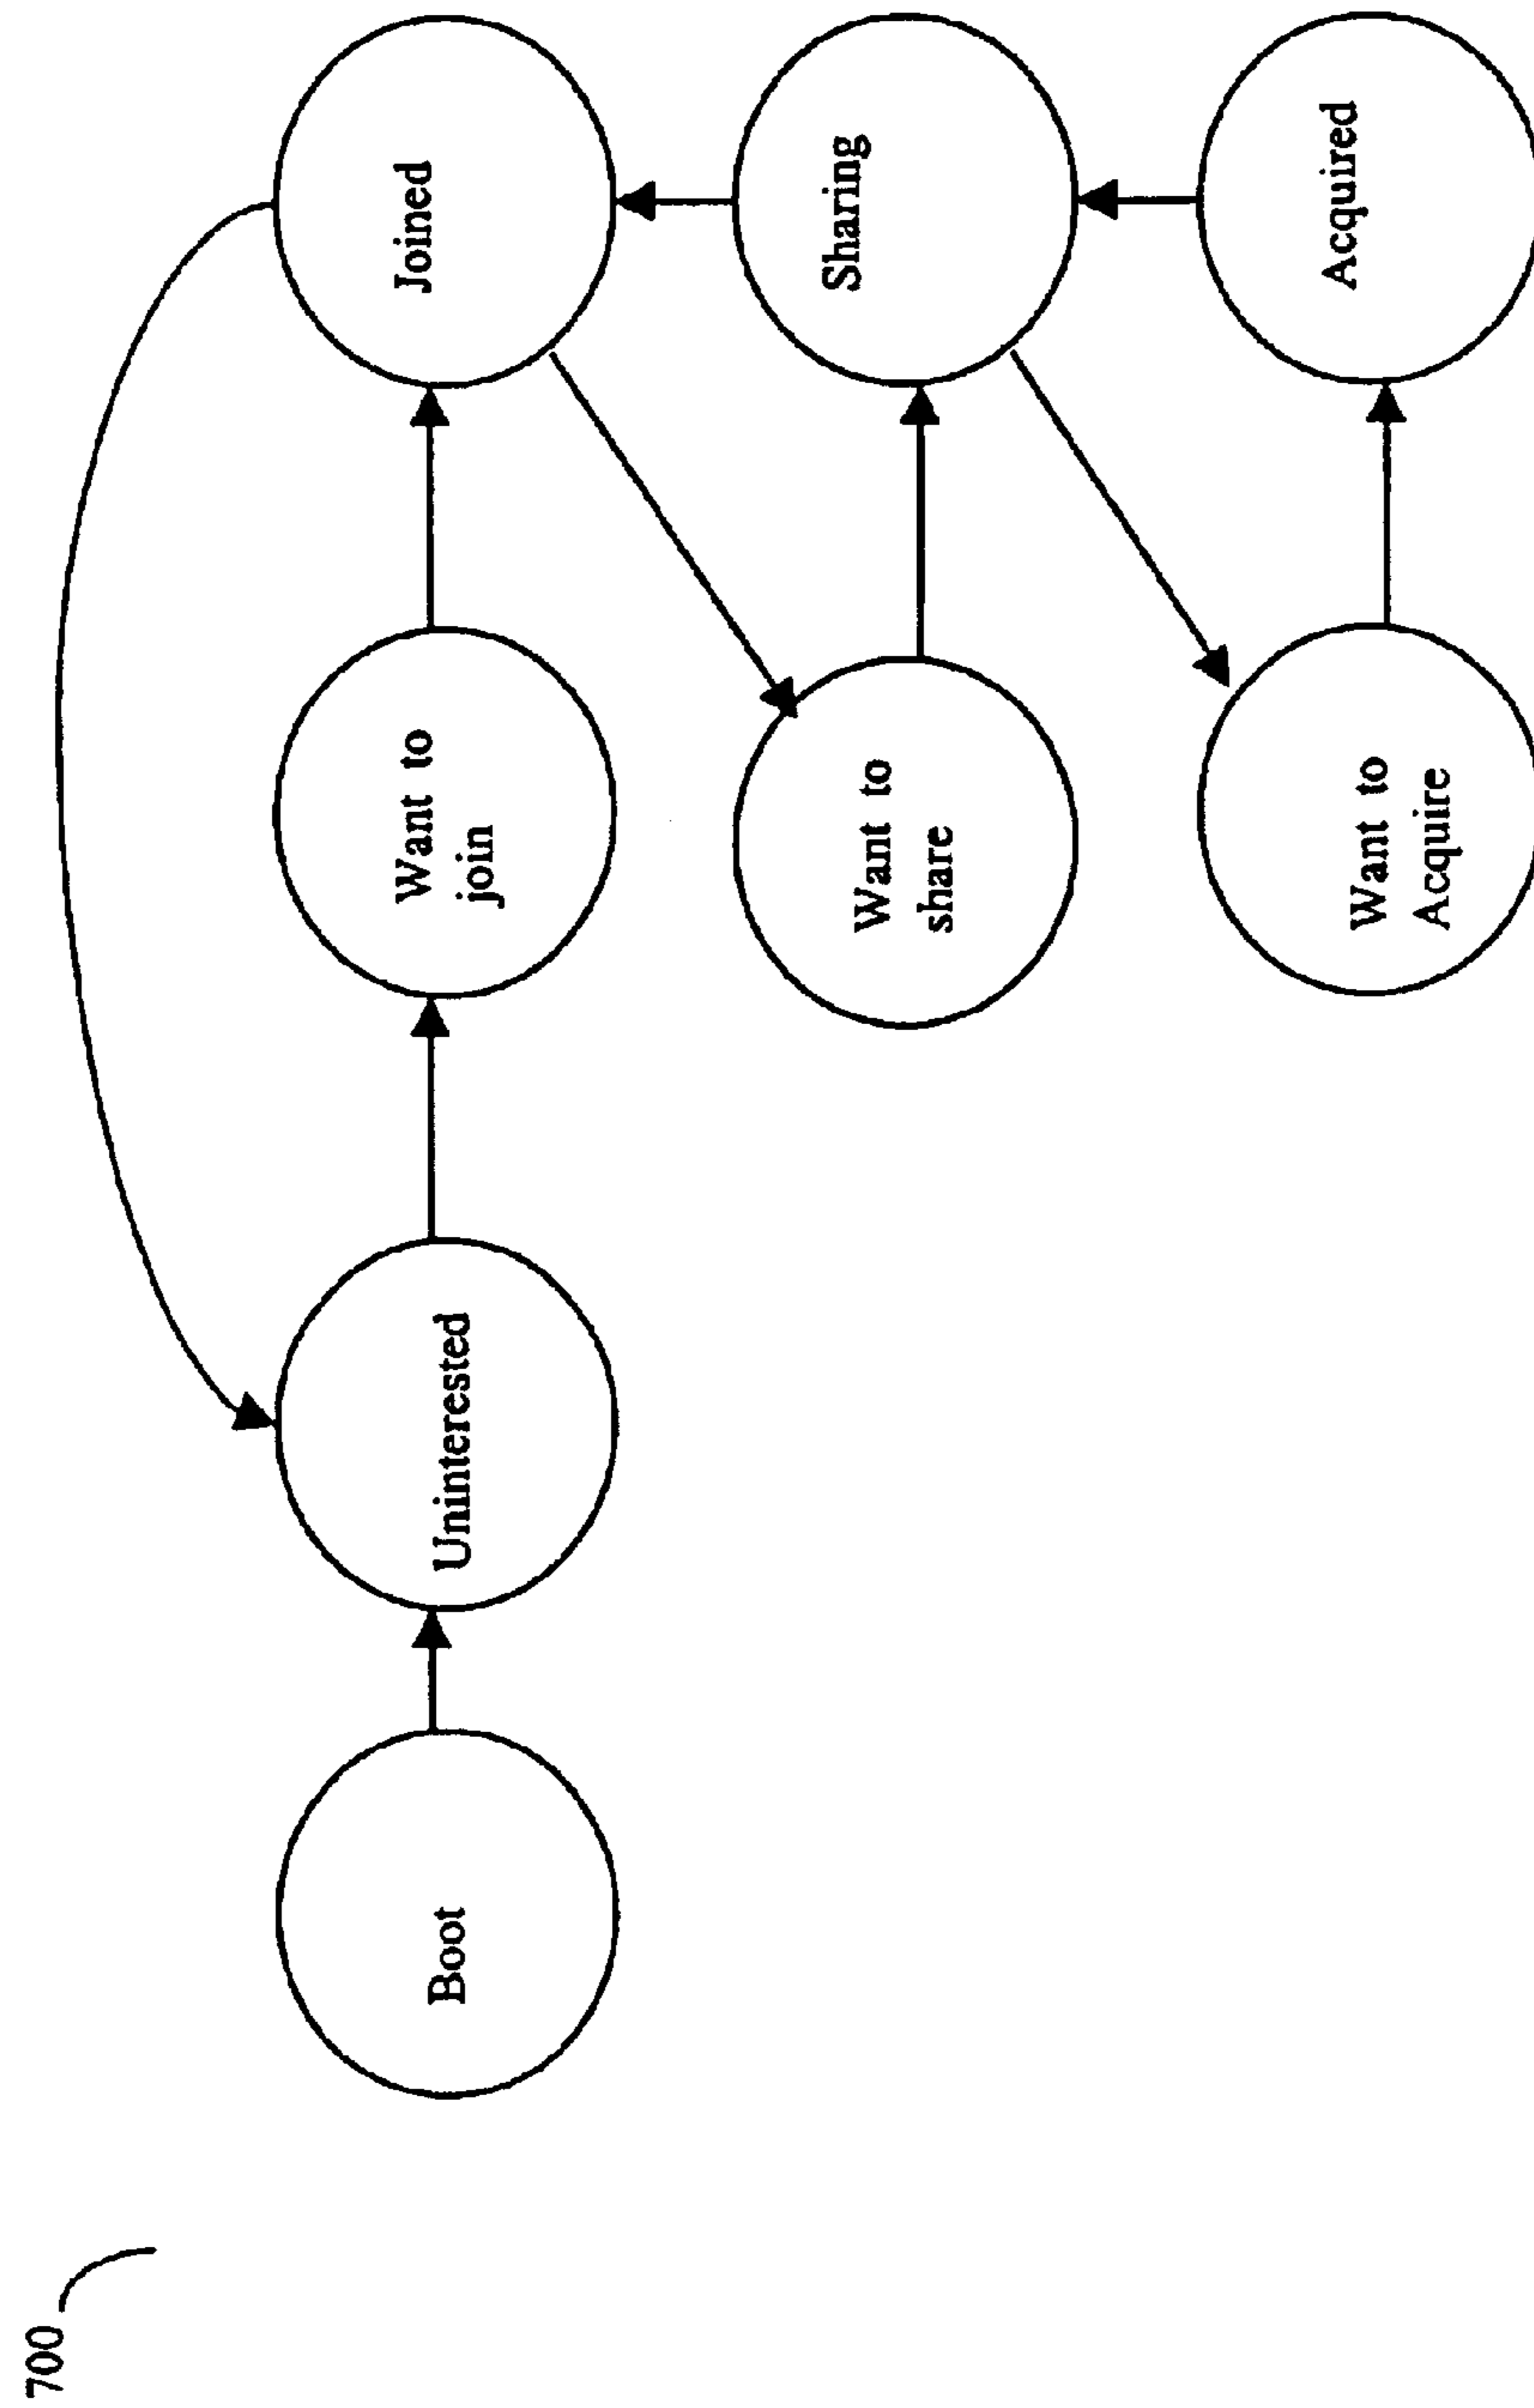 700
Boot
Uninterested
Want to
join
Joined
Want to
share
Sharing
Want to
Acquire
Acquired